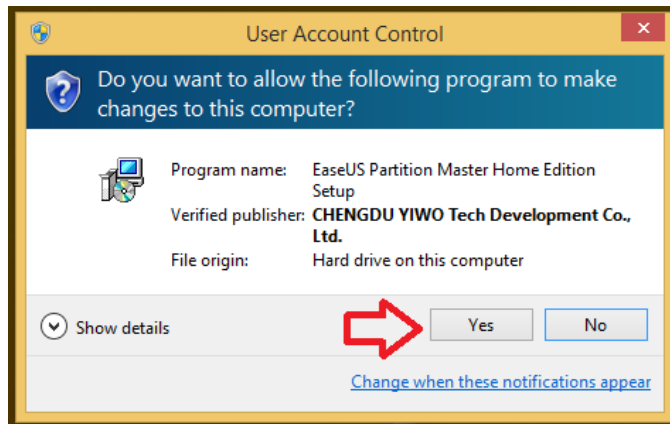 User Account Control
Do you want to allow the following program to make
changes to this computer?
Program name: EaseUS Partition Master Home Edition
Setup
Verified publisher: CHENGDU YIWO Tech Development Co.,
Ltd.
File origin: Hard drive on this computer
Show details Yes No
Change when these notifications appear